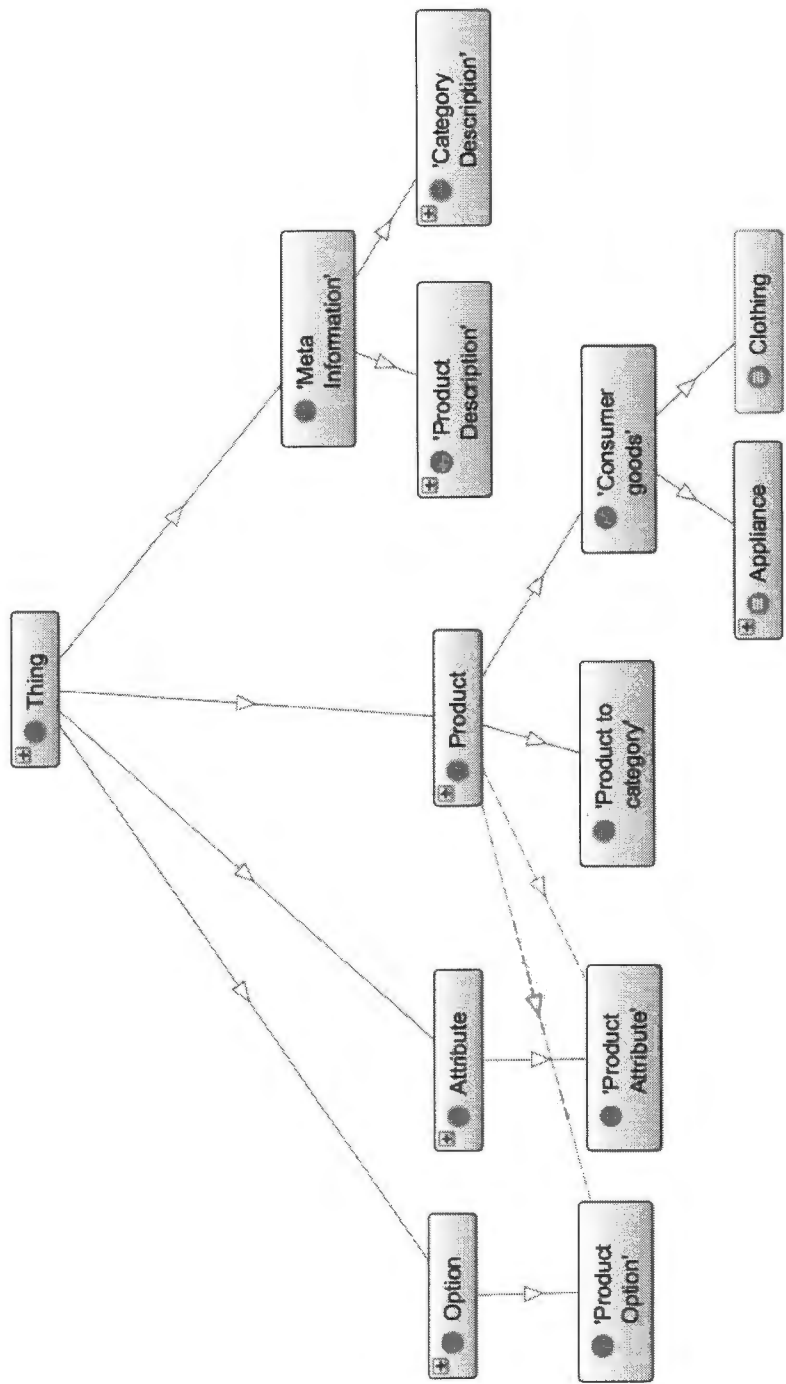 Thing
'Meta
Information'
Option
Attribute
Product
'Product
Description'
'Category
Description'
'Product
Option'
'Product
Attribute'
'Product to
category'
'Consumer
goods'
Appliance
Clothing